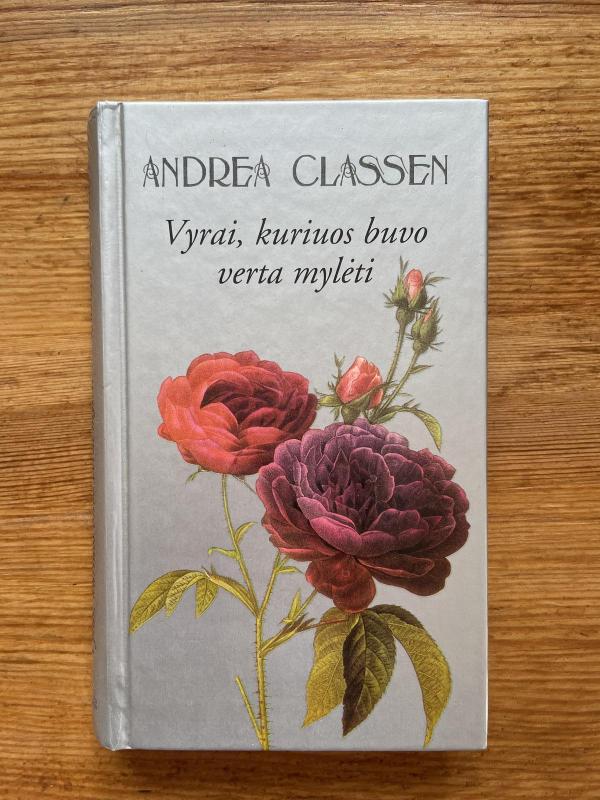 ANDREA CLASSEN
Vyrai, kuriuos buvo
verta mylėti